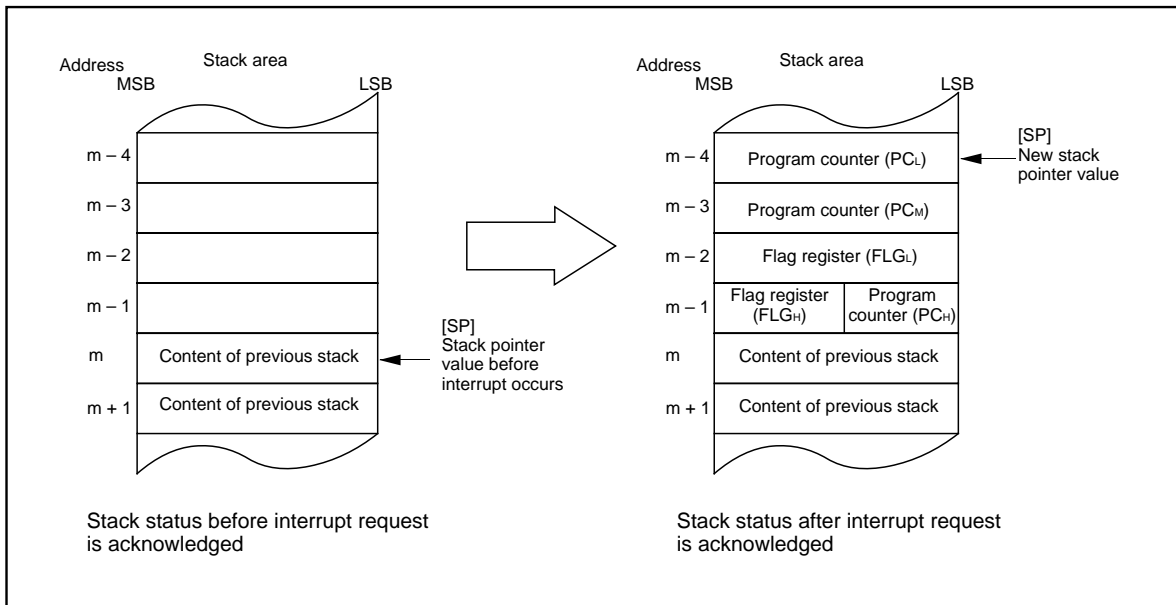 Address
MSB
Stack area
LSB
m – 4
m – 3
m – 2
m – 1
m
Content of previous stack
m + 1
Content of previous stack
[SP]
Stack pointer
value before
interrupt occurs
Stack status before interrupt request
is acknowledged
Address
MSB
Stack area
LSB
m – 4
Program counter (PCL)
m – 3
Program counter (PCM)
m – 2
Flag register (FLGL)
m – 1
Flag register
(FLGH)
Program
counter (PCH)
m
Content of previous stack
m + 1
Content of previous stack
[SP]
New stack
pointer value
Stack status after interrupt request
is acknowledged